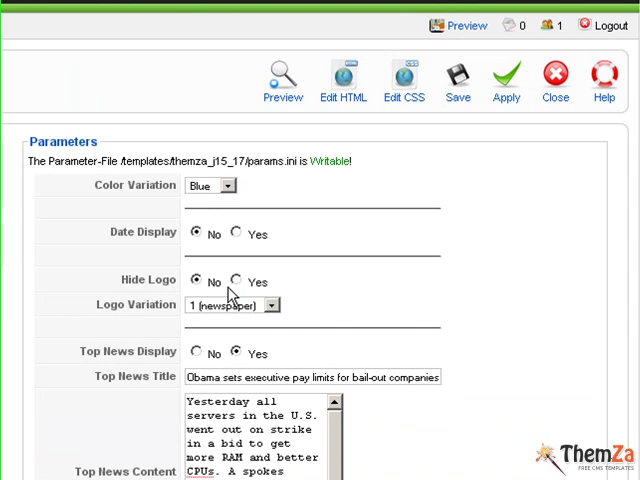 Preview 0 1 Logout
Preview Edit HTML Edit CSS Save Apply Close Help
Parameters
The Parameter-File /templates/themza_j15_17/params.ini is Writable!
Color Variation Blue
Date Display No Yes
Hide Logo No Yes
Logo Variation 1 (newspaper)
Top News Display No Yes
Top News Title Obama sets executive pay limits for bail-out companies
Yesterday all
servers in the U.S.
went out on strike
in a bid to get
more RAM and better
Top News Content CPUs. A spokes
ThemZa
FREE CMS TEMPLATES